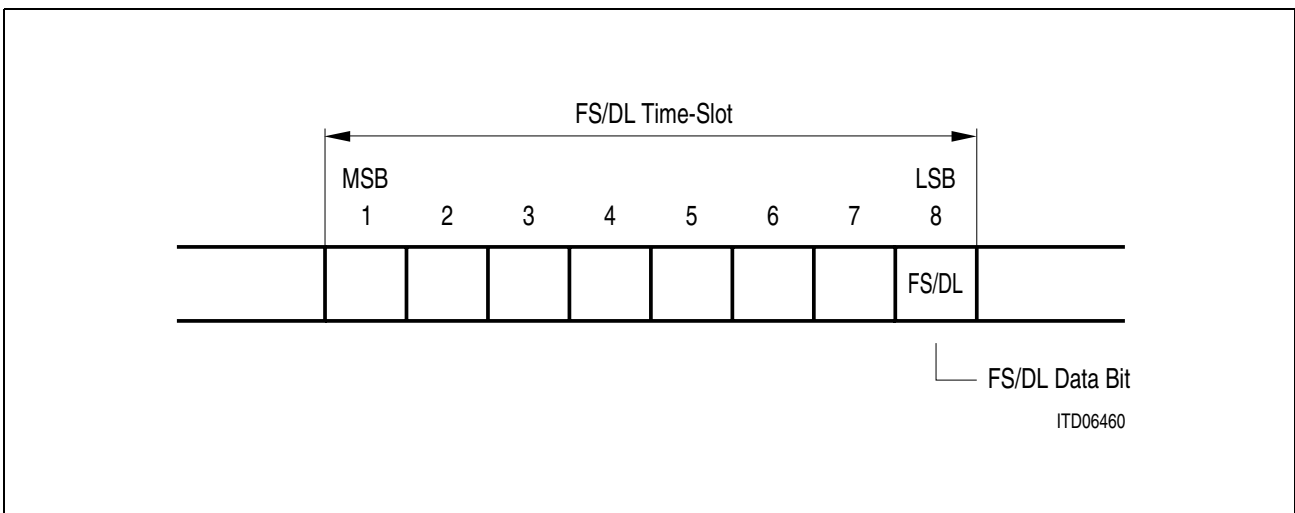 FS/DL Time-Slot
MSB LSB
1 2 3 4 5 6 7 8
FS/DL
FS/DL Data Bit
ITD06460